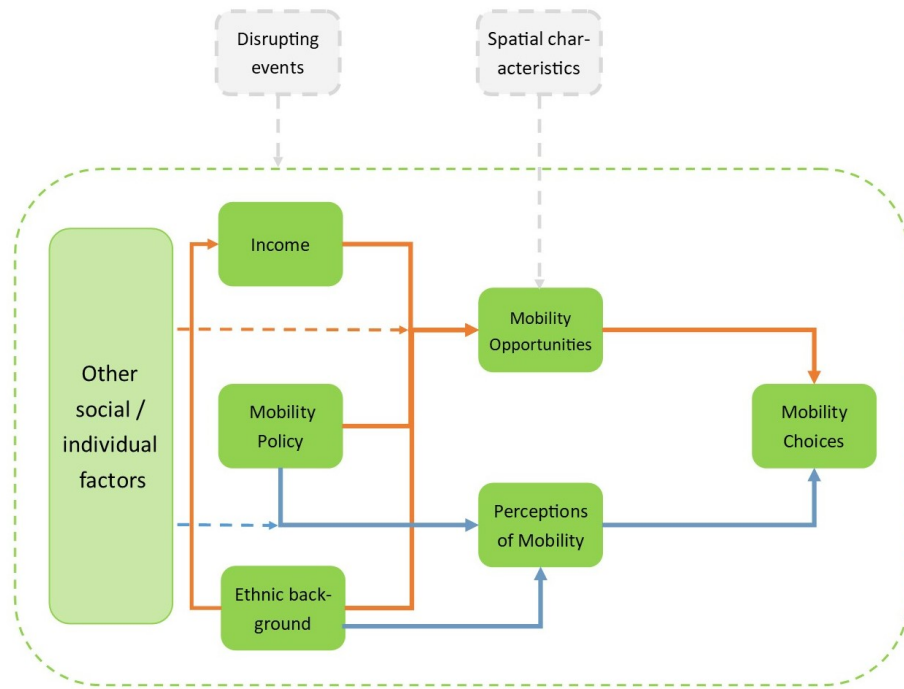 Disrupting
events
Spatial char-
acteristics
Income
Mobility
Opportunities
Other
social /
individual
factors
Mobility
Policy
Mobility
Choices
Perceptions
of Mobility
Ethnic back-
ground